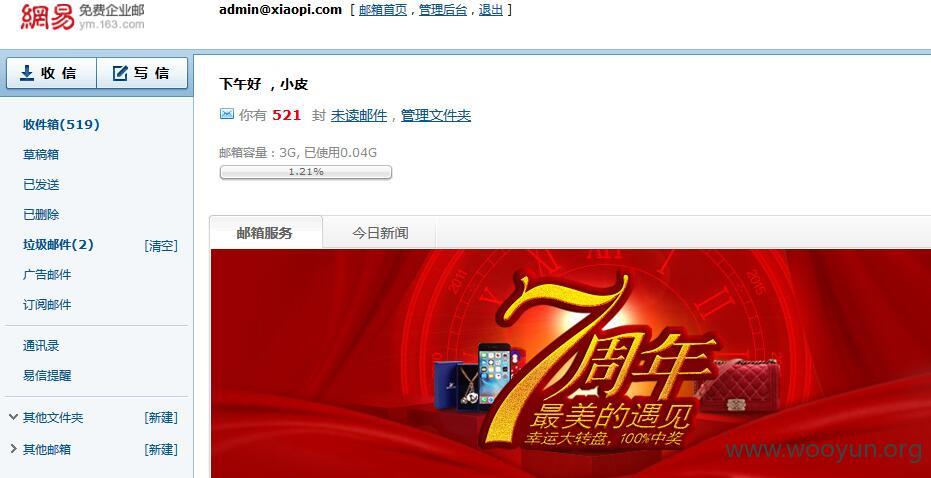 網易 免费企业邮
ym.163.com
admin@xiaopi.com [ 邮箱首页 , 管理后台 , 退出 ]
收 信 写 信
收件箱(519)
草稿箱
已发送
已删除
垃圾邮件(2) [清空]
广告邮件
订阅邮件
通讯录
易信提醒
其他文件夹 [新建]
其他邮箱 [新建]
下午好 , 小皮
你有 521 封 未读邮件 , 管理文件夹
邮箱容量 : 3G, 已使用0.04G
1.21%
邮箱服务 今日新闻
2011 XII 2015
V II
7周年
最美的遇见
幸运大转盘, 100%中奖
www.wooyun.org